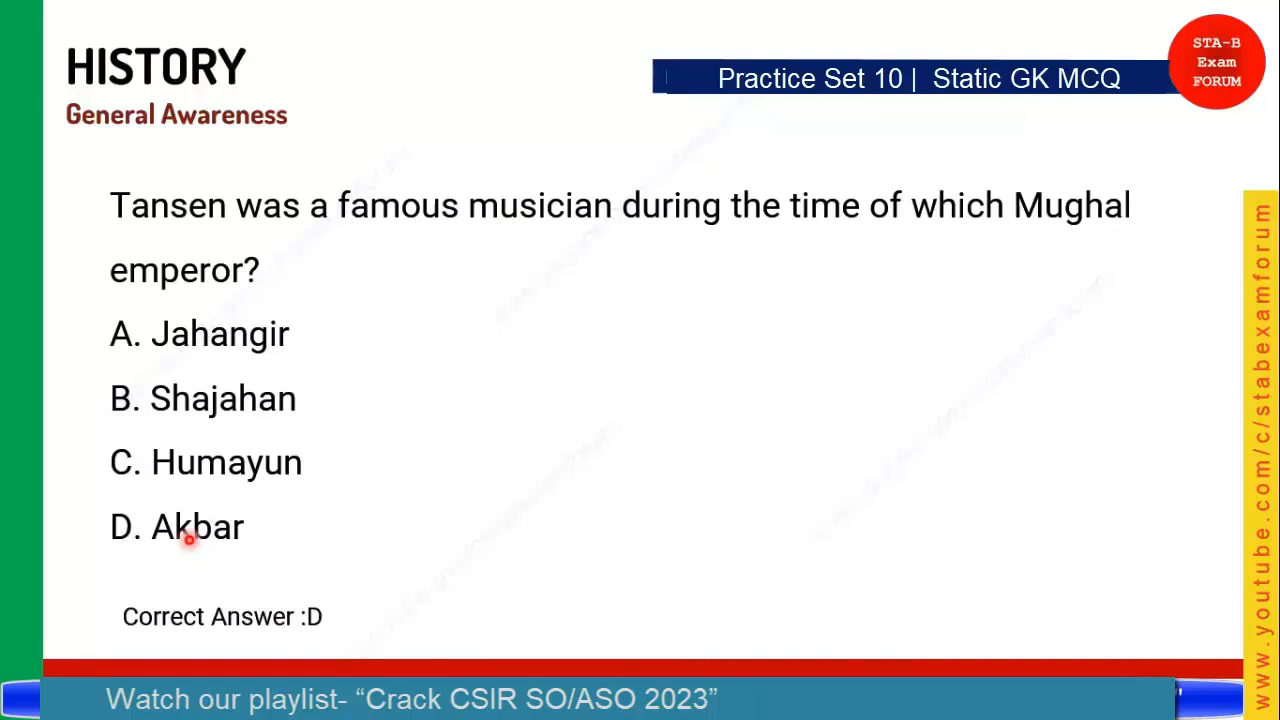 HISTORY
General Awareness
Practice Set 10 | Static GK MCQ
STA-B
Exam
FORUM
Tansen was a famous musician during the time of which Mughal
emperor?
A. Jahangir
B. Shajahan
C. Humayun
D. Akbar
Correct Answer :D
www.youtube.com/c/stabexamforum
Watch our playlist- “Crack CSIR SO/ASO 2023”